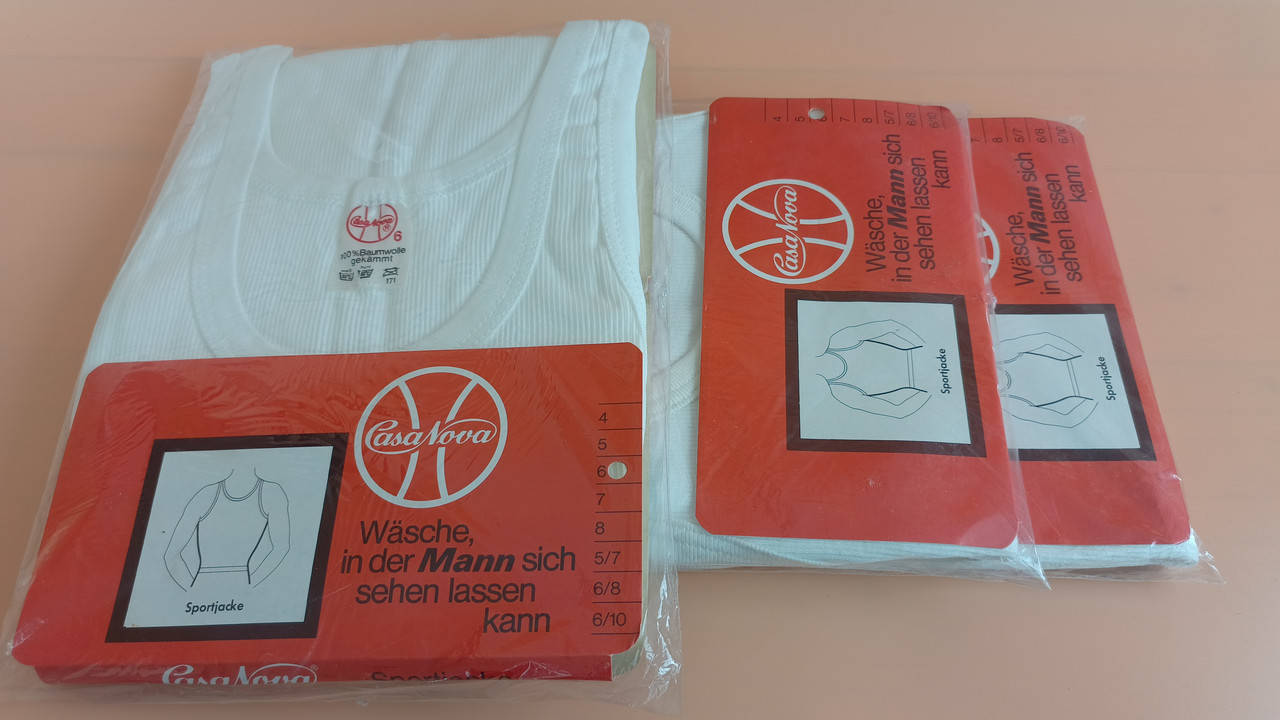 CasaNova
®
6
100% Baumwolle
gekämmt
171
CasaNova
Wäsche,
in der Mann sich
sehen lassen
kann
4
5
6
7
8
5/7
6/8
6/10
Sportjacke
CasaNova®
Sportjacke
4
5
6
7
8
5/7
6/8
6/10
CasaNova
Wäsche,
in der Mann sich
sehen lassen
kann
Sportjacke
7
8
5/7
6/8
6/10
Wäsche,
in der Mann sich
sehen lassen
kann
Sportjacke